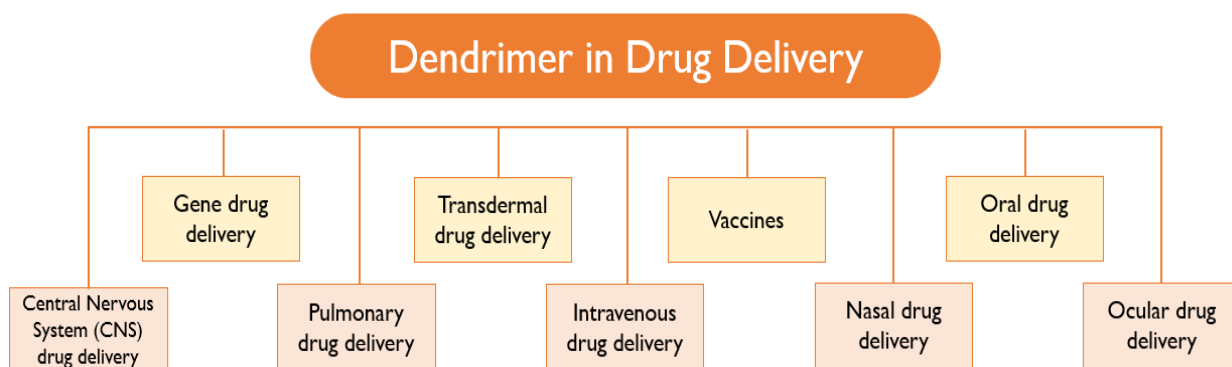 Dendrimer in Drug Delivery
Gene drug
delivery
Transdermal
drug delivery
Vaccines
Oral drug
delivery
Central Nervous
System (CNS)
drug delivery
Pulmonary
drug delivery
Intravenous
drug delivery
Nasal drug
delivery
Ocular drug
delivery